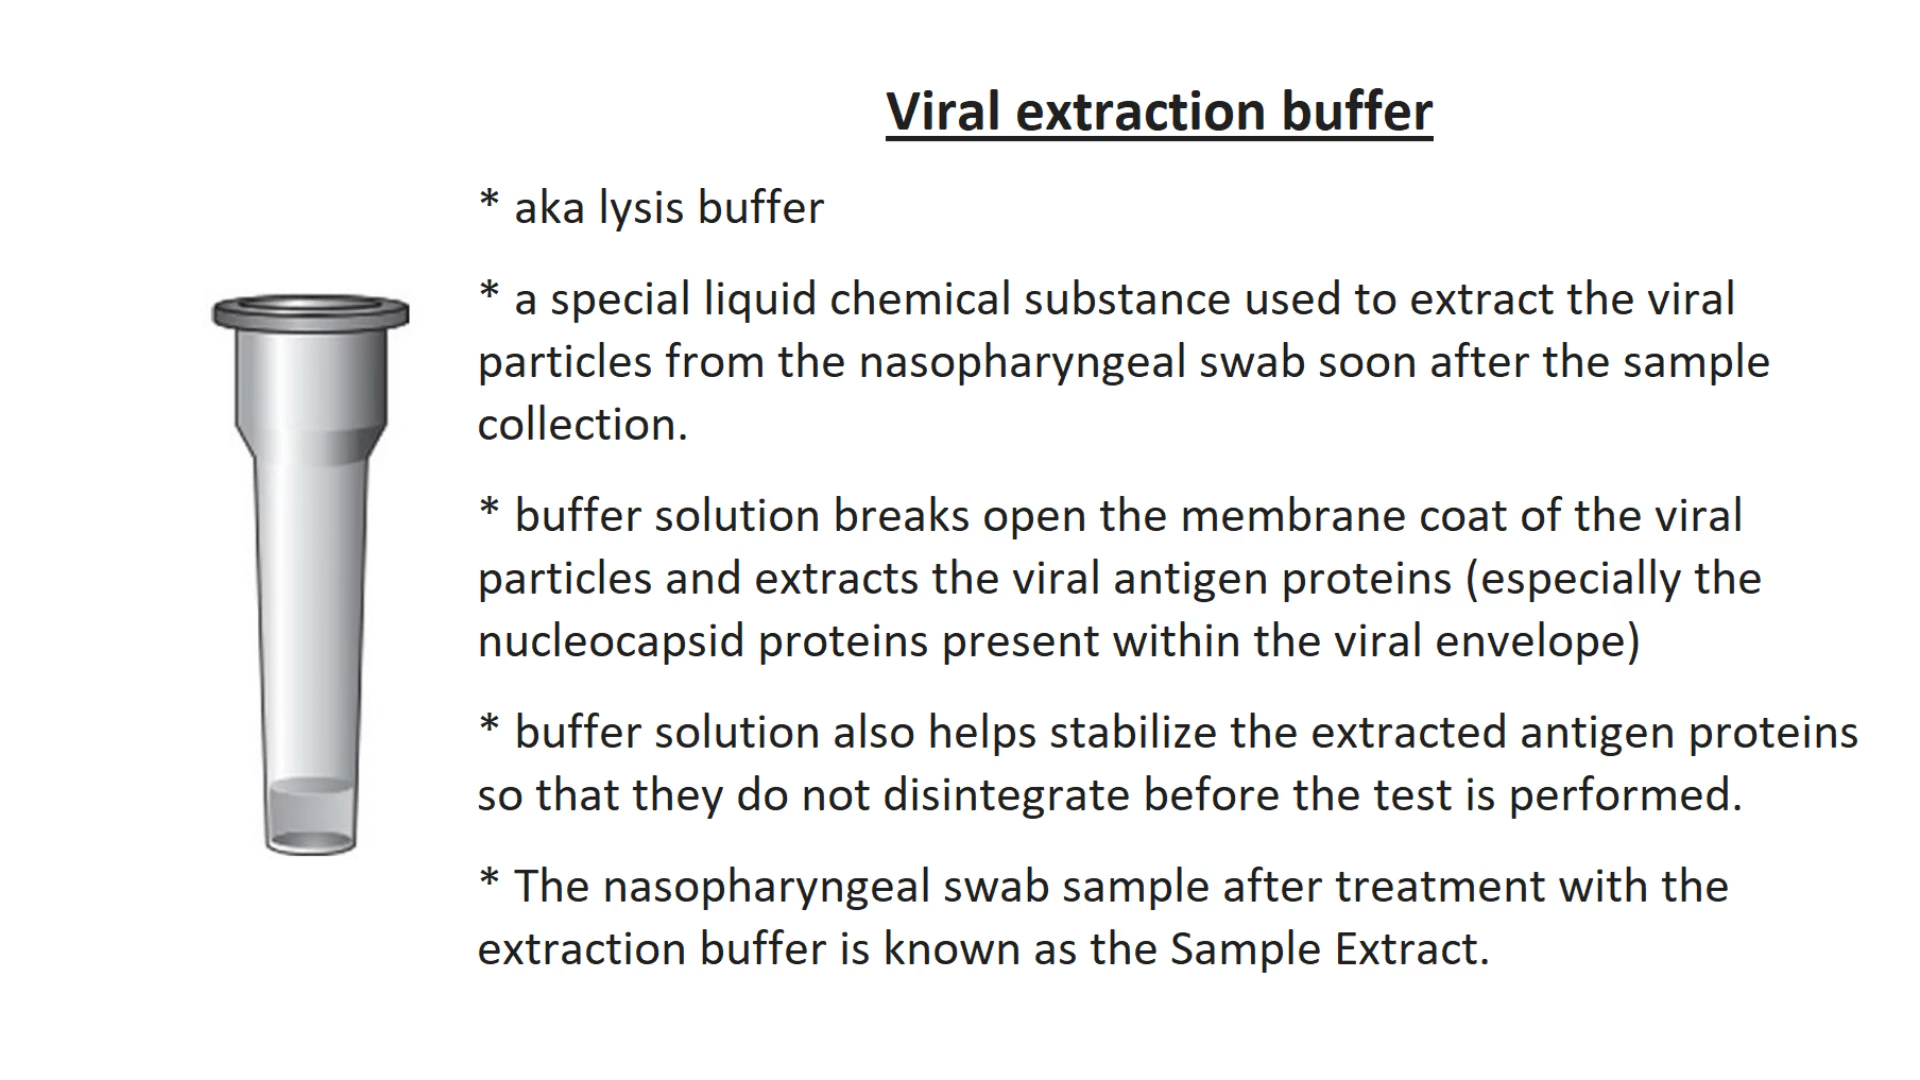 Viral extraction buffer
* aka lysis buffer
* a special liquid chemical substance used to extract the viral
particles from the nasopharyngeal swab soon after the sample
collection.
* buffer solution breaks open the membrane coat of the viral
particles and extracts the viral antigen proteins (especially the
nucleocapsid proteins present within the viral envelope)
* buffer solution also helps stabilize the extracted antigen proteins
so that they do not disintegrate before the test is performed.
* The nasopharyngeal swab sample after treatment with the
extraction buffer is known as the Sample Extract.